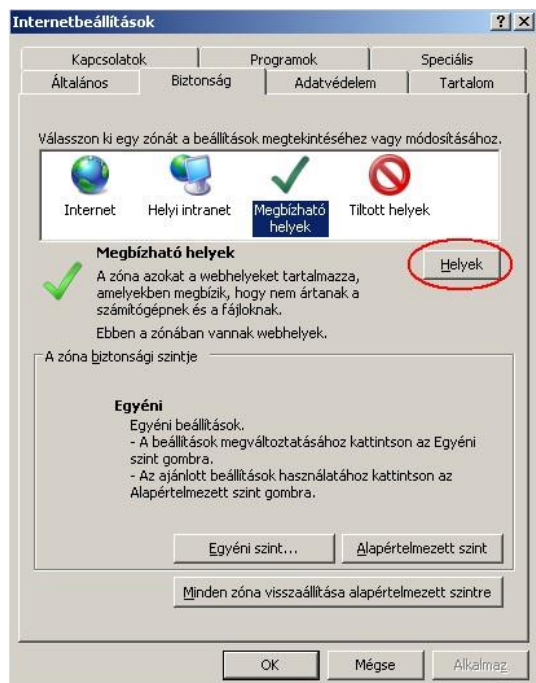 Internetbeállítások
Kapcsolatok Programok Speciális
Általános Biztonság Adatvédelem Tartalom
Válasszon ki egy zónát a beállítások megtekintéséhez vagy módosításához.
Internet Helyi intranet Megbízható helyek Tiltott helyek
Megbízható helyek
Helyek
A zóna azokat a webhelyeket tartalmazza,
amelyekben megbízik, hogy nem ártanak a
számítógépnek és a fájloknak.
Ebben a zónában vannak webhelyek.
A zóna biztonsági szintje
Egyéni
Egyéni beállítások.
- A beállítások megváltoztatásához kattintson az Egyéni
szint gombra.
- Az ajánlott beállítások használatához kattintson az
Alapértelmezett szint gombra.
Egyéni szint... Alapértelmezett szint
Minden zóna visszaállítása alapértelmezett szintre
OK Mégse Alkalmaz